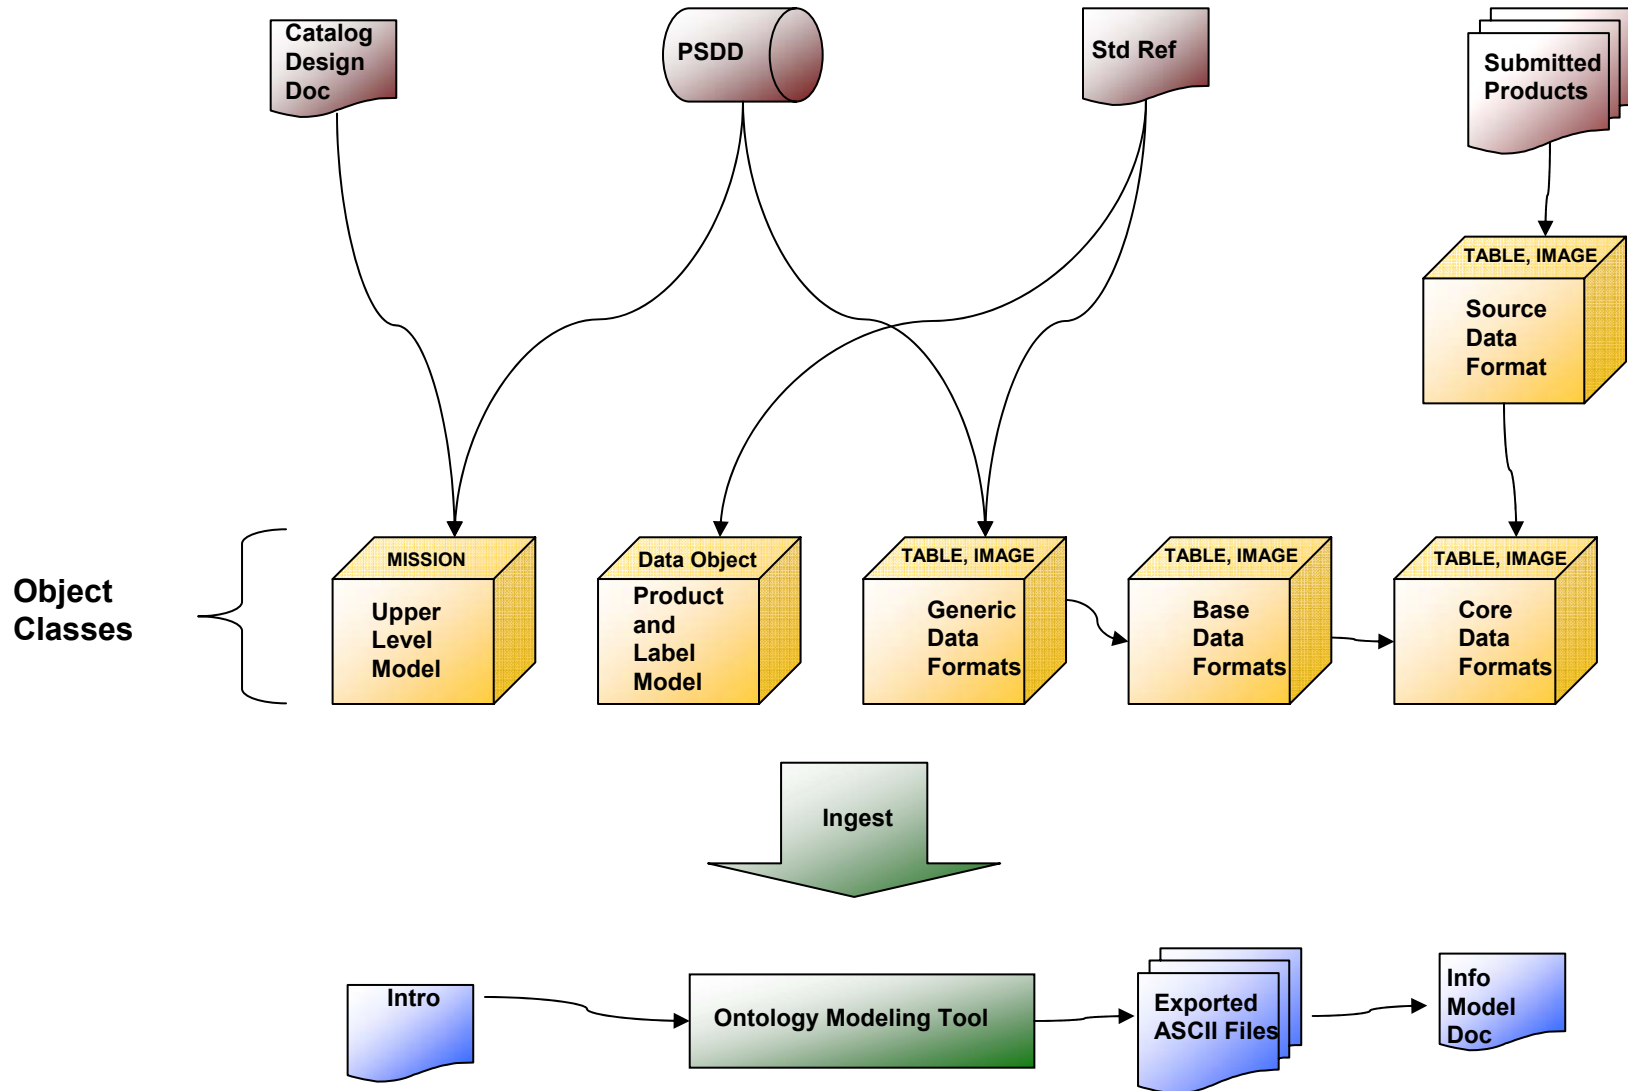 Catalog
Design
Doc
PSDD
Std Ref
Submitted
Products
TABLE, IMAGE
Source
Data
Format
Object
Classes
MISSION
Upper
Level
Model
Data Object
Product
and
Label
Model
TABLE, IMAGE
Generic
Data
Formats
TABLE, IMAGE
Base
Data
Formats
TABLE, IMAGE
Core
Data
Formats
Ingest
Intro
Ontology Modeling Tool
Exported
ASCII Files
Info
Model
Doc